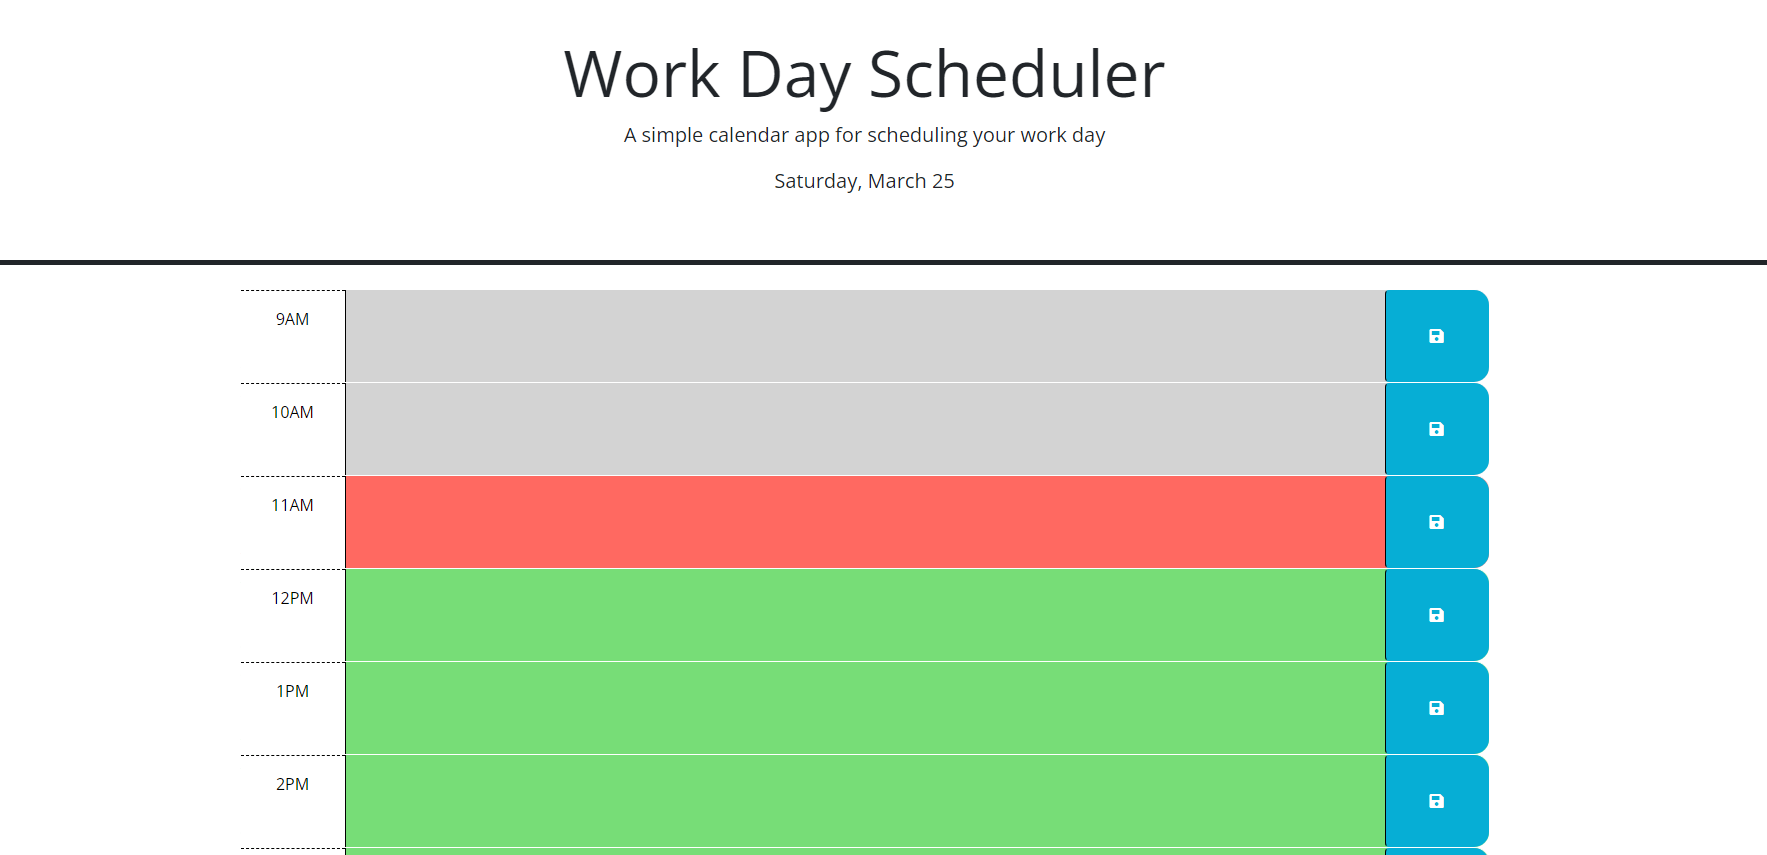 Work Day Scheduler
A simple calendar app for scheduling your work day
Saturday, March 25
9AM
10AM
11AM
12PM
1PM
2PM